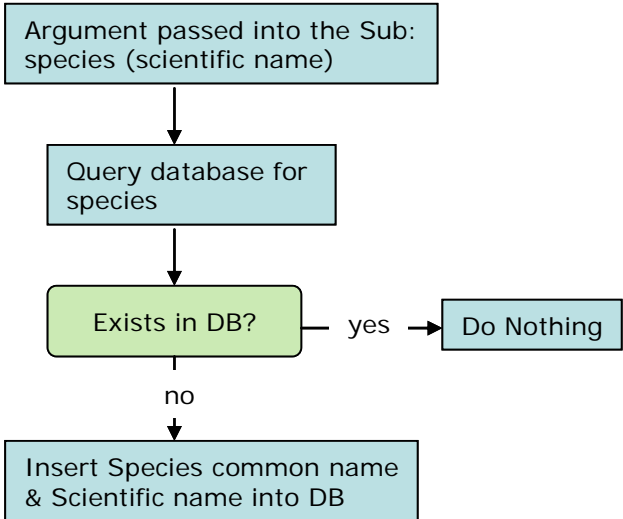 Argument passed into the Sub:
species (scientific name)
Query database for
species
Exists in DB?
yes
Do Nothing
no
Insert Species common name
& Scientific name into DB